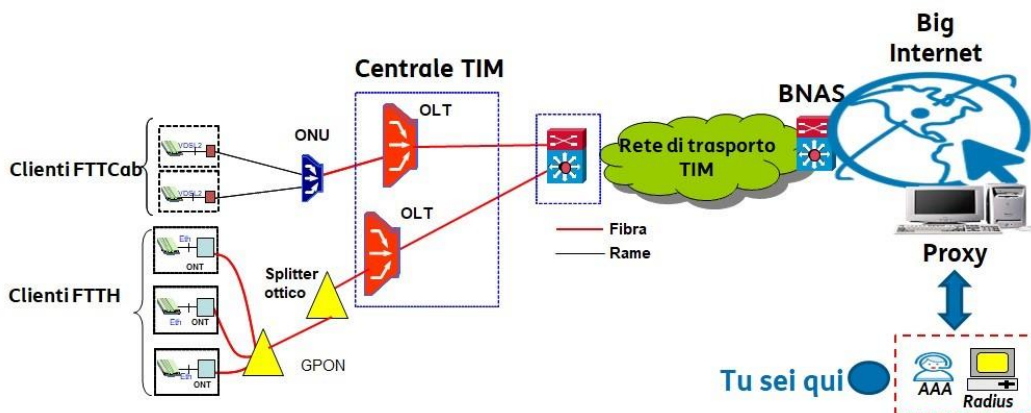 Big
Internet
Centrale TIM
OLT
BNAS
ONU
Clienti FTTCab
VDSL2
VDSL2
Rete di trasporto
TIM
OLT
Fibra
Rame
Eth
ONT
Splitter
ottico
Proxy
Clienti FTTH
Eth
ONT
Eth
ONT
GPON
Tu sei qui
AAA
Radius